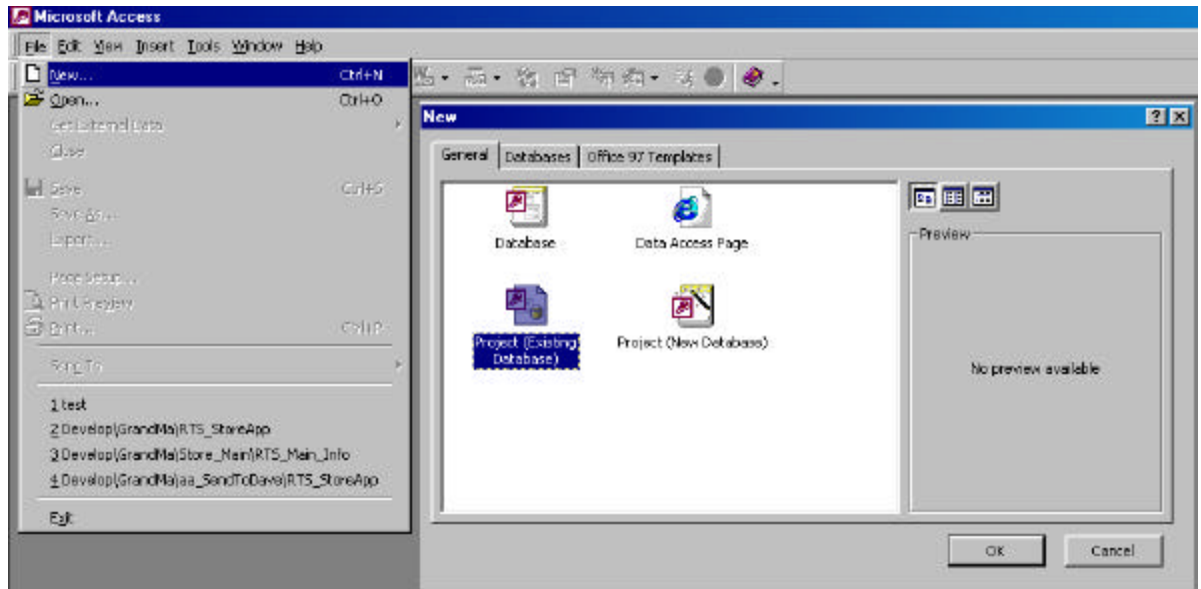 Microsoft Access
File Edit View Insert Tools Window Help
New... Ctrl+N
Open... Ctrl+O
Get External Data
Close
Save Ctrl+S
Save As...
Export...
Page Setup...
Print Preview
Print... Ctrl+P
Send To
1 test
2 Develop\GrandMa\RTS_StoreApp
3 Develop\GrandMa\Store_Main\RTS_Main_Info
4 Develop\GrandMa\aa_SendToDave\RTS_StoreApp
Exit
New
General Databases Office 97 Templates
Database Data Access Page
Project (Existing Database) Project (New Database)
Preview
No preview available
OK Cancel